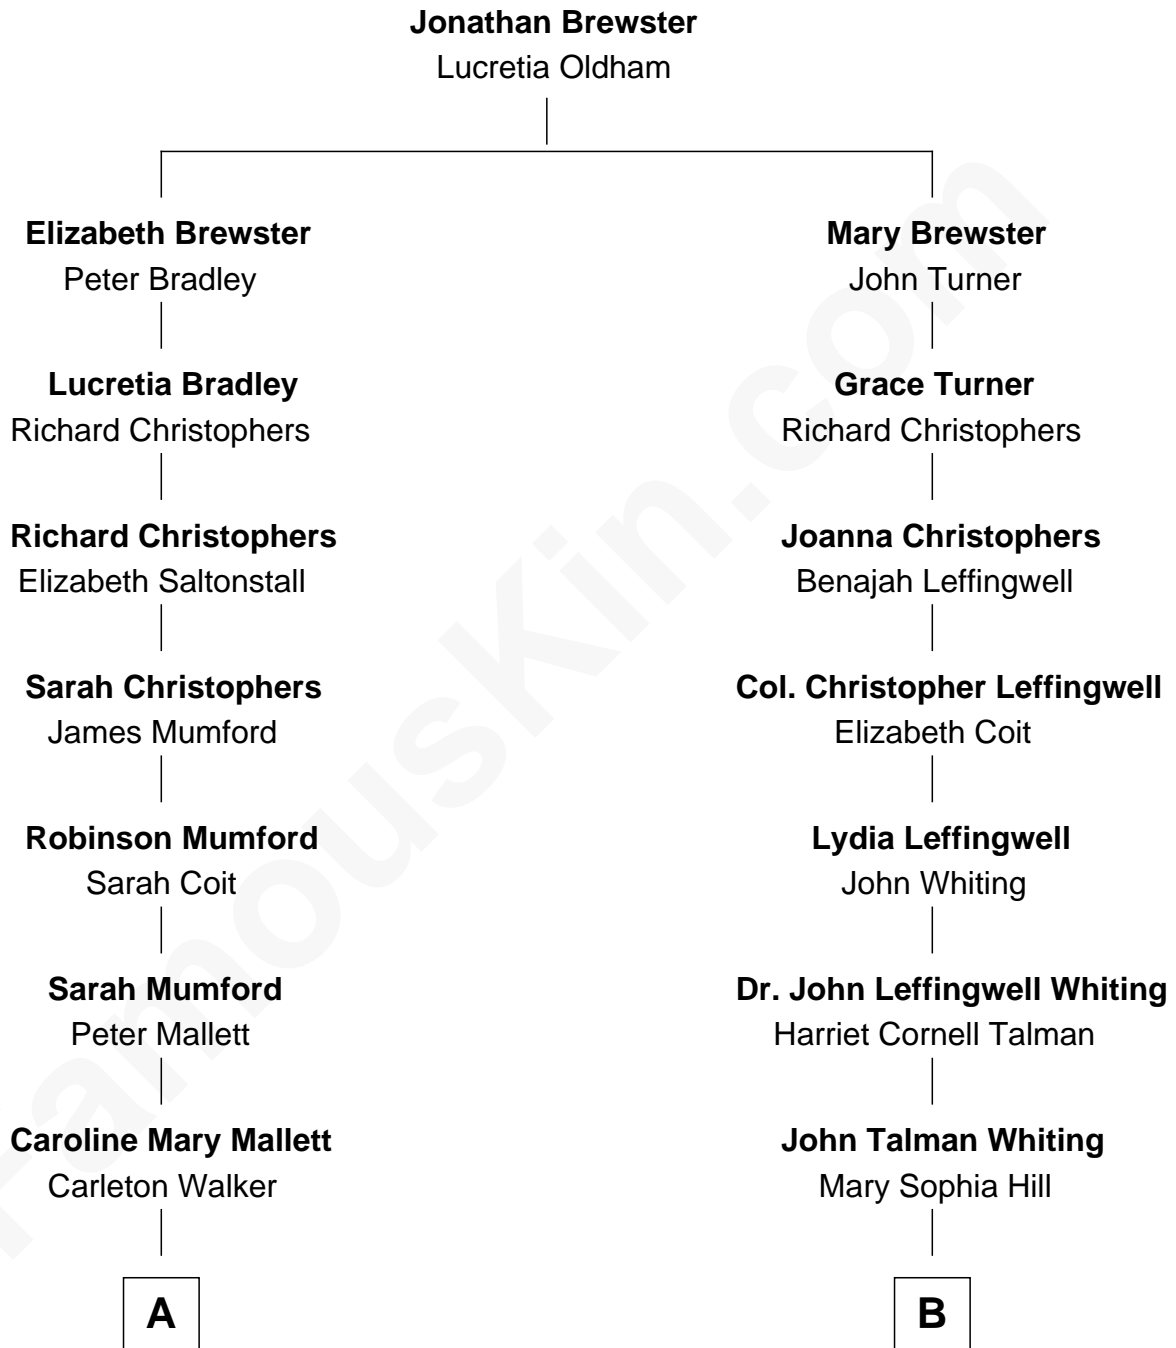 Jonathan Brewster
Lucretia Oldham
Elizabeth Brewster
Peter Bradley
Mary Brewster
John Turner
Lucretia Bradley
Richard Christophers
Grace Turner
Richard Christophers
Richard Christophers
Elizabeth Saltonstall
Joanna Christophers
Benajah Leffingwell
Sarah Christophers
James Mumford
Col. Christopher Leffingwell
Elizabeth Coit
Robinson Mumford
Sarah Coit
Lydia Leffingwell
John Whiting
Sarah Mumford
Peter Mallett
Dr. John Leffingwell Whiting
Harriet Cornell Talman
Caroline Mary Mallett
Carleton Walker
John Talman Whiting
Mary Sophia Hill
A
B
FamousKin.com